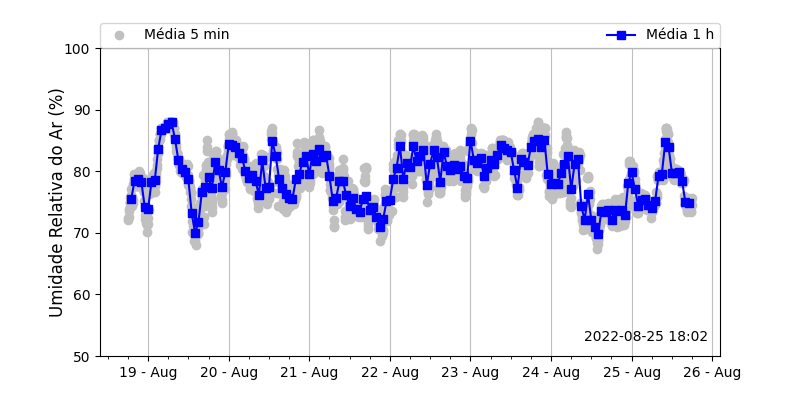 Média 5 min Média 1 h
Umidade Relativa do Ar (%)
100
90
80
70
60
50
2022-08-25 18:02
19 - Aug 20 - Aug 21 - Aug 22 - Aug 23 - Aug 24 - Aug 25 - Aug 26 - Aug